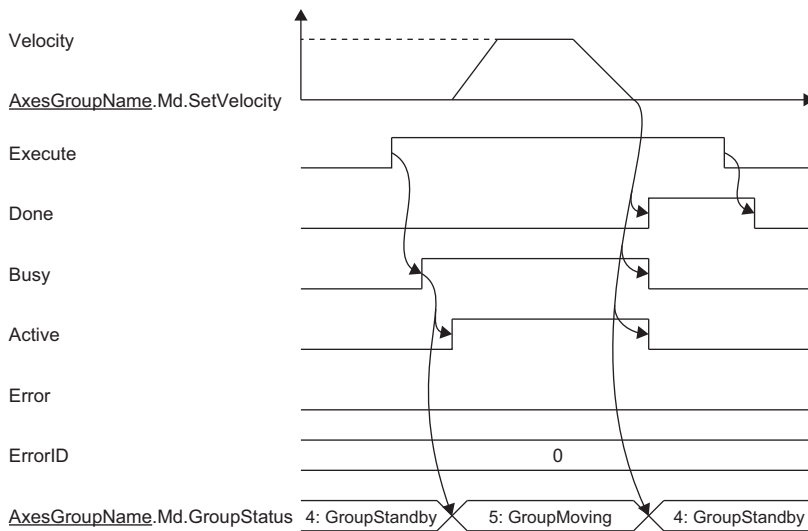 Velocity
AxesGroupName.Md.SetVelocity
Execute
Done
Busy
Active
Error
ErrorID
0
AxesGroupName.Md.GroupStatus 4: GroupStandby 5: GroupMoving 4: GroupStandby